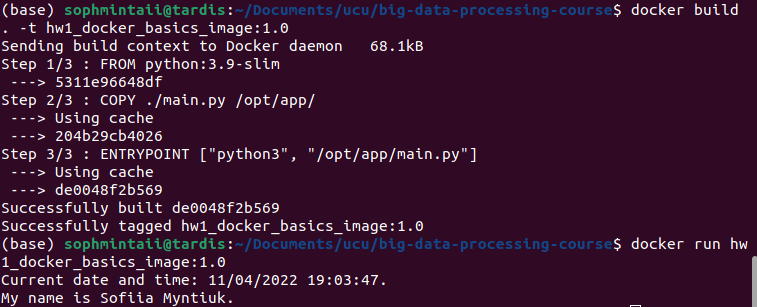 (base) sophmintaii@tardis:~/Documents/ucu/big-data-processing-course$ docker build
. -t hw1_docker_basics_image:1.0
Sending build context to Docker daemon   68.1kB
Step 1/3 : FROM python:3.9-slim
 ---> 5311e96648df
Step 2/3 : COPY ./main.py /opt/app/
 ---> Using cache
 ---> 204b29cb4026
Step 3/3 : ENTRYPOINT ["python3", "/opt/app/main.py"]
 ---> Using cache
 ---> de0048f2b569
Successfully built de0048f2b569
Successfully tagged hw1_docker_basics_image:1.0
(base) sophmintaii@tardis:~/Documents/ucu/big-data-processing-course$ docker run hw
1_docker_basics_image:1.0
Current date and time: 11/04/2022 19:03:47.
My name is Sofiia Myntiuk.